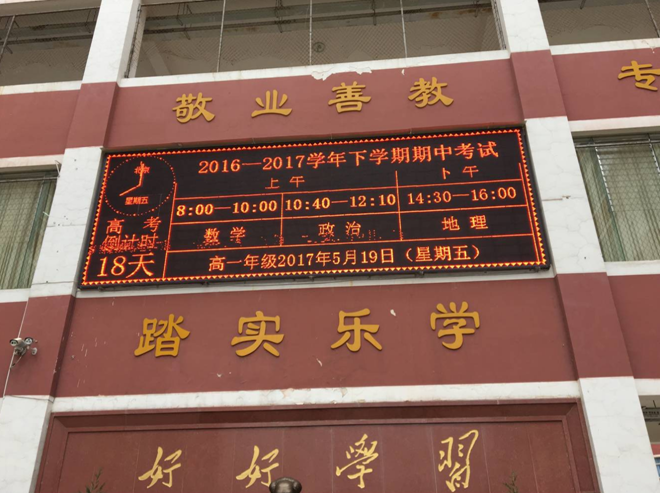 敬业善教
专
2016—2017学年下学期期中考试
上午
下午
8:00—10:00
10:40—12:10
14:30—16:00
数学
政治
地理
星期五
高考
倒计时
18天
高一年级2017年5月19日（星期五）
踏实乐学
好好學習